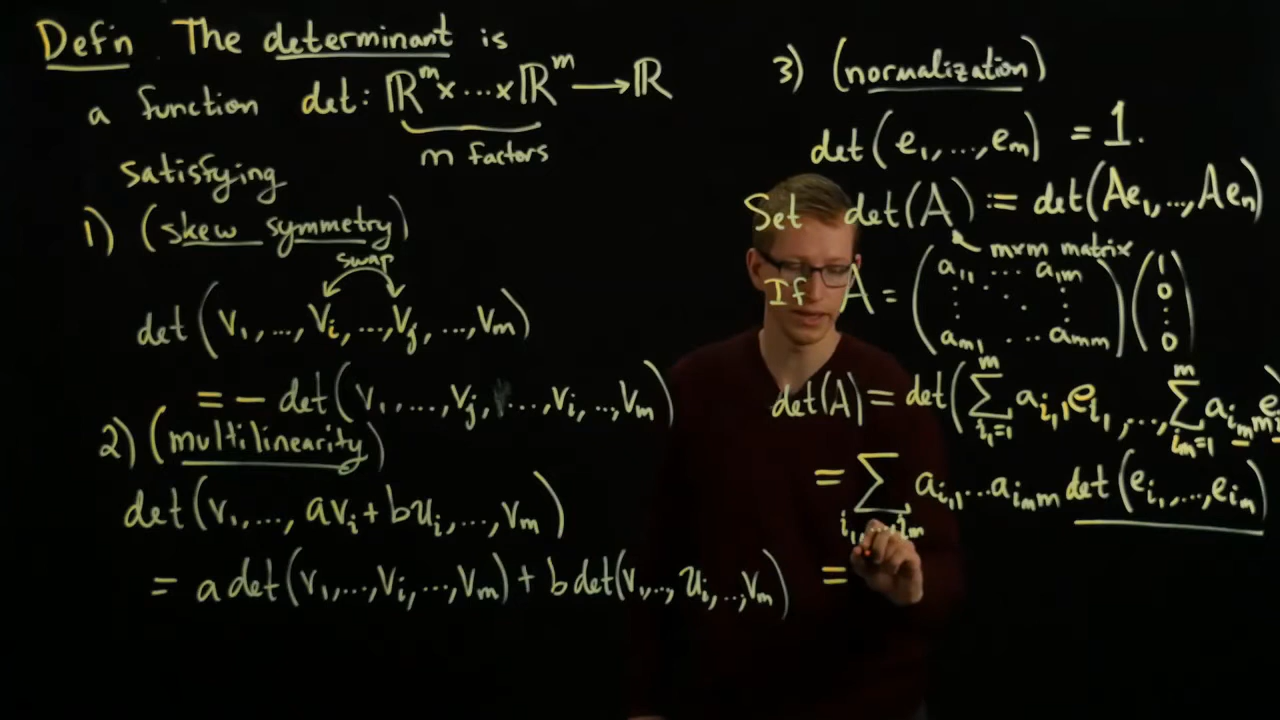 Defn The determinant is
a function det: ℝᵐ × ... × ℝᵐ → ℝ
m factors
satisfying
1) (skew symmetry)
swap
det(v₁, ..., vᵢ, ..., vⱼ, ..., vₘ)
= − det(v₁, ..., vⱼ, ..., vᵢ, ..., vₘ)
2) (multilinearity)
det(v₁, ..., avᵢ + buᵢ, ..., vₘ)
= a det(v₁, ..., vᵢ, ..., vₘ) + b det(v₁, ..., uᵢ, ..., vₘ)
3) (normalization)
det(e₁, ..., eₘ) = 1.
Set det(A) := det(Ae₁, ..., Aeₙ)
m×m matrix
If A = (a₁₁ ... a₁ₘ) (1
⋮ ⋱ ⋮ 0
⋮
aₘ₁ ... aₘₘ) 0)
det(A) = det(∑_{i₁=1}^{m} a_{i₁1} e_{i₁}, ..., ∑_{iₘ=1}^{m} a_{iₘm} e
= ∑_{i₁,...,iₘ} a_{i₁1} ... a_{iₘm} det(e_{i₁}, ..., e_{iₘ})
=